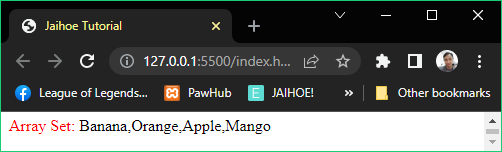 Jaihoe Tutorial
127.0.0.1:5500/index.h...
League of Legends... PawHub JAIHOE! » Other bookmarks
Array Set: Banana,Orange,Apple,Mango